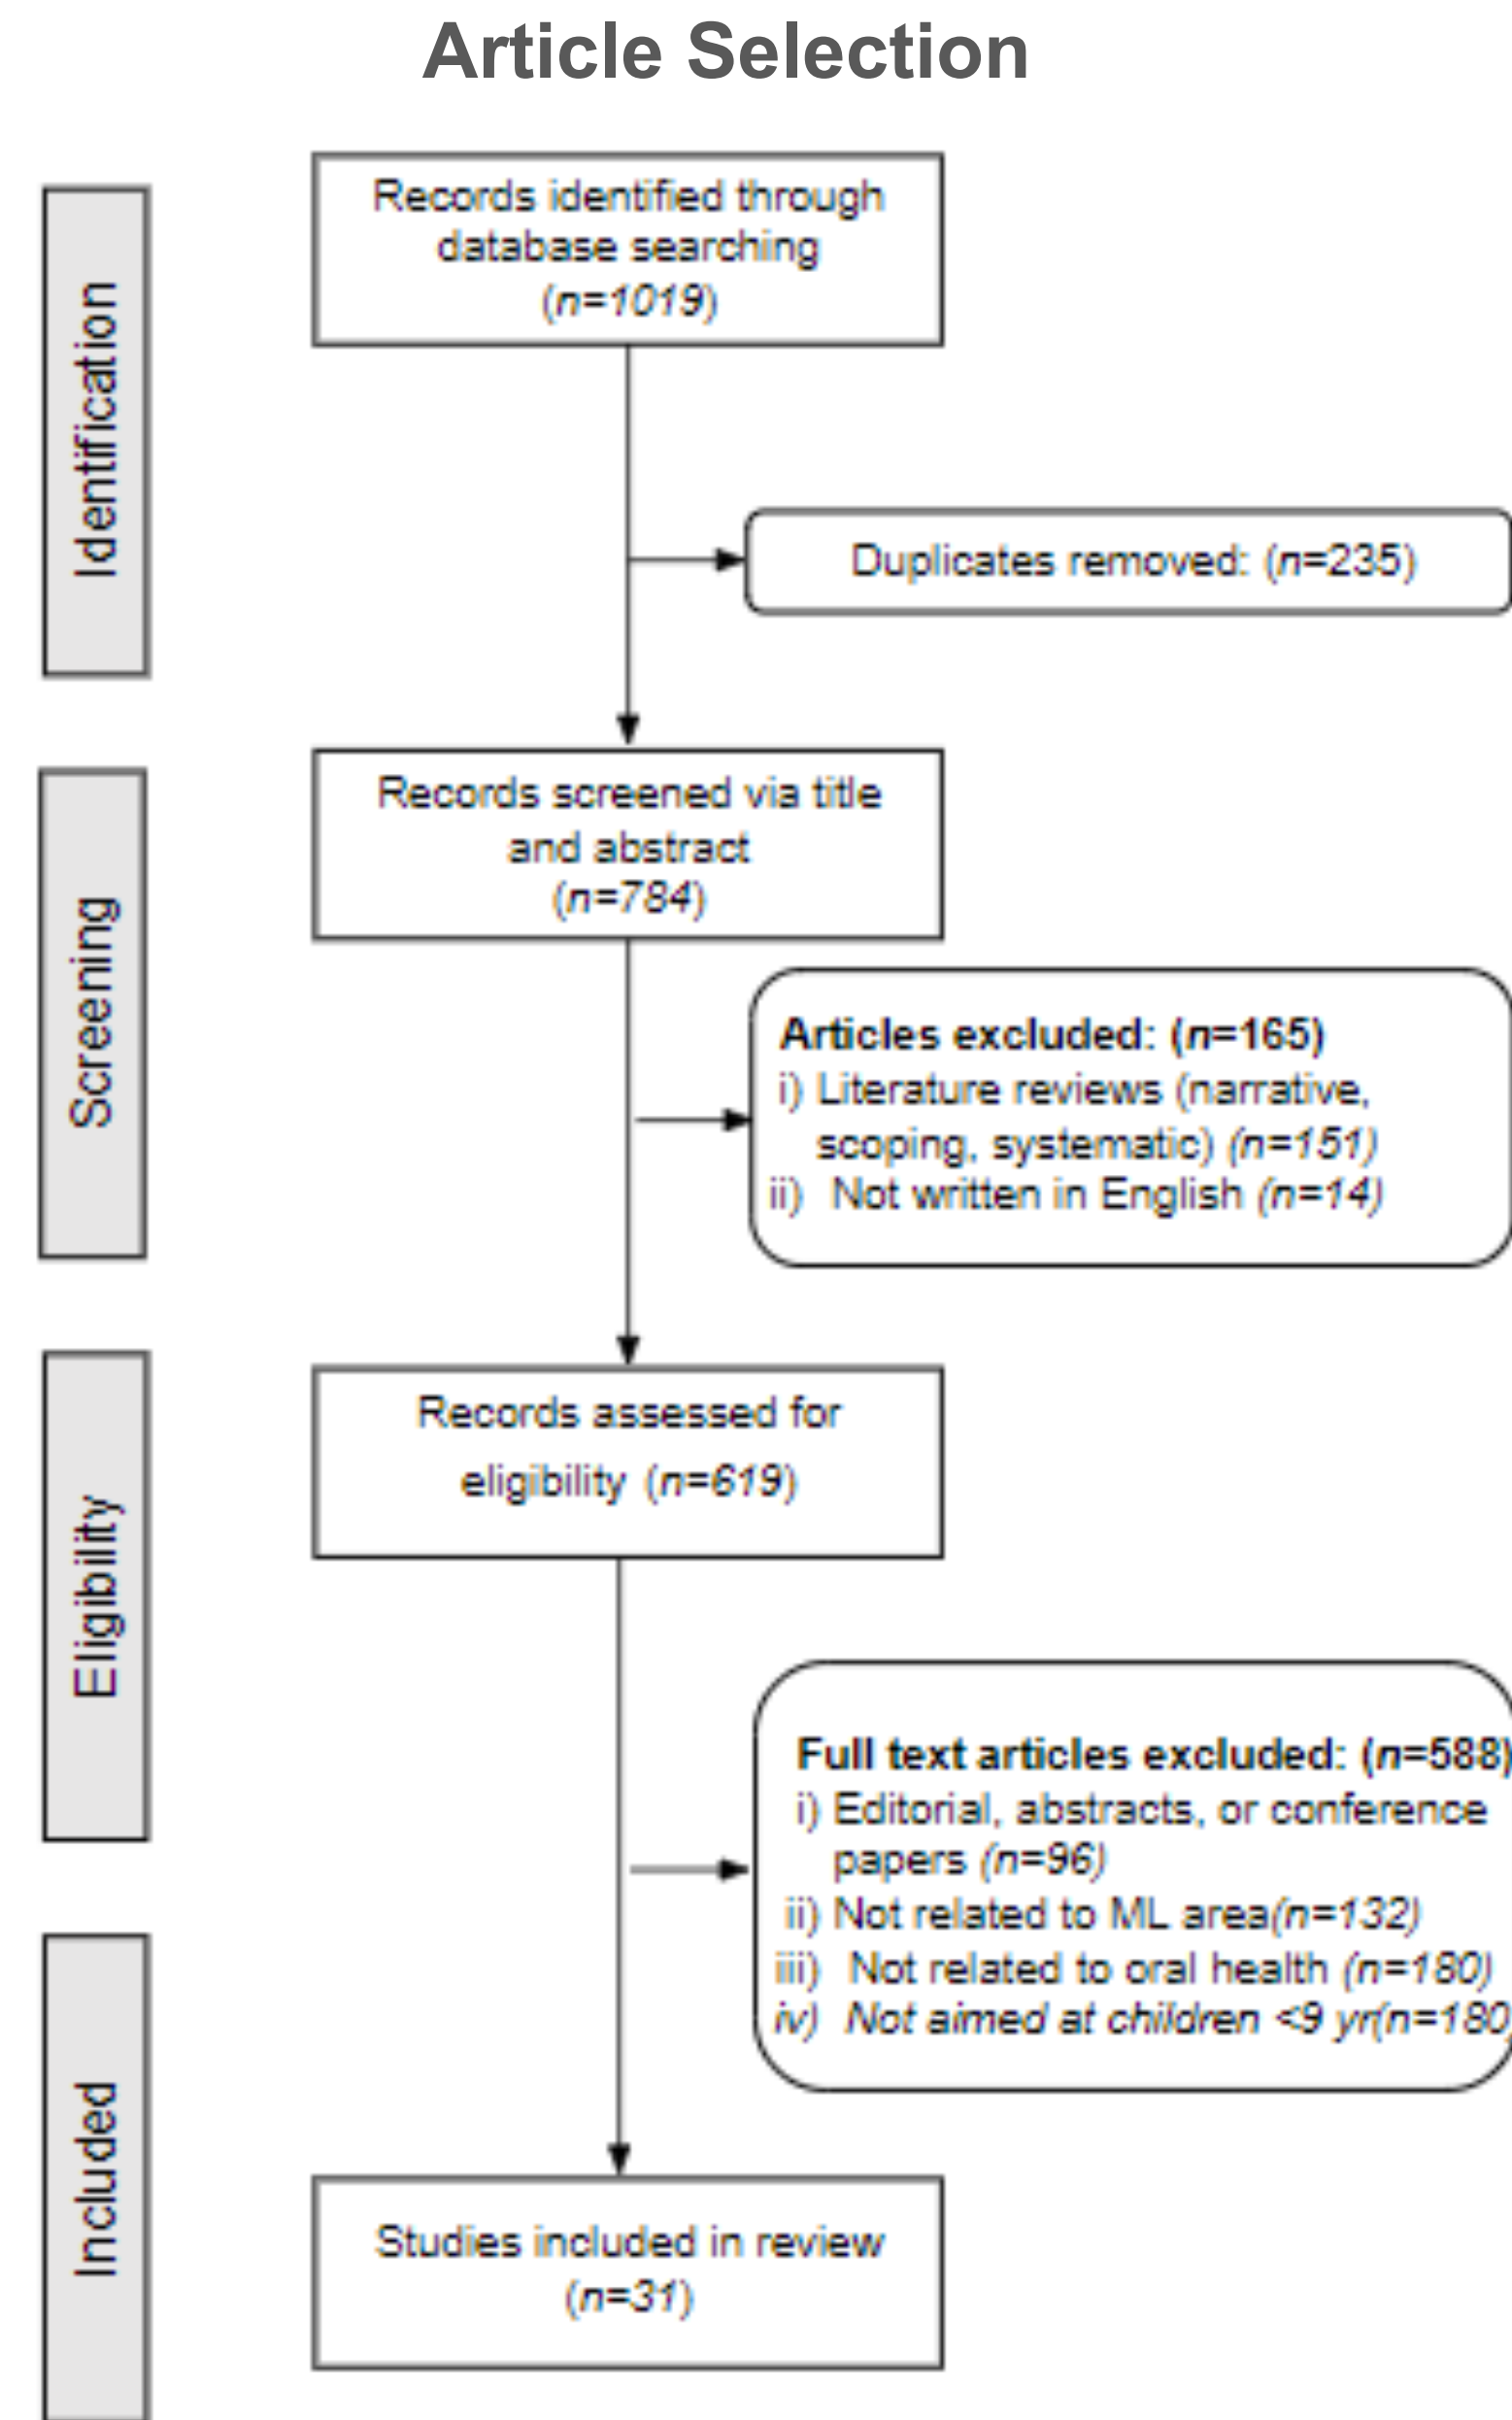 Article Selection
Identification
Records identified through
database searching
(n=1019)
Duplicates removed: (n=235)
Screening
Records screened via title
and abstract
(n=784)
Articles excluded: (n=165)
i) Literature reviews (narrative,
scoping, systematic) (n=151)
ii) Not written in English (n=14)
Eligibility
Records assessed for
eligibility (n=619)
Full text articles excluded: (n=588)
i) Editorial, abstracts, or conference
papers (n=96)
ii) Not related to ML area(n=132)
iii) Not related to oral health (n=180)
iv) Not aimed at children <9 yr(n=180)
Included
Studies included in review
(n=31)